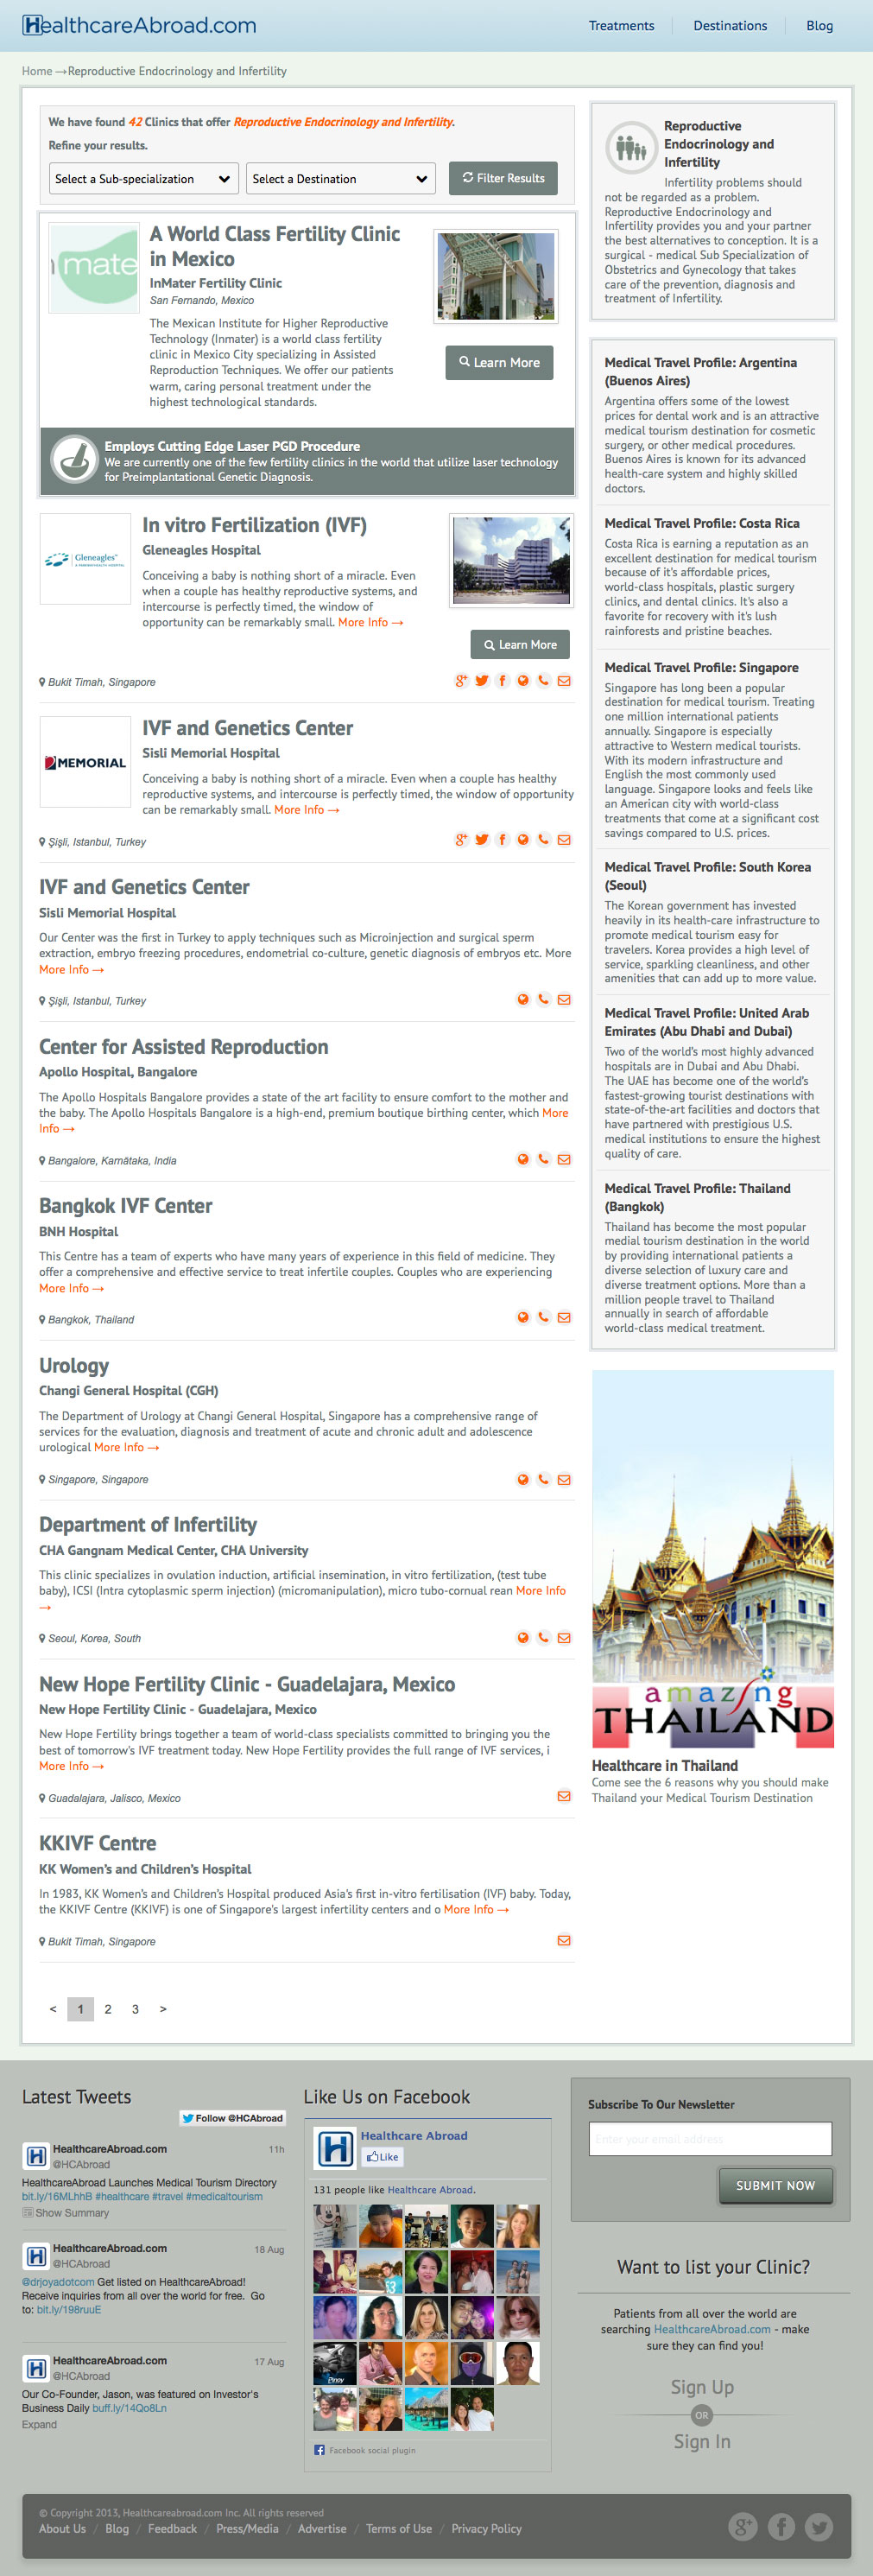 HealthcareAbroad.com
Treatments
Destinations
Blog
Home → Reproductive Endocrinology and Infertility
We have found 42 Clinics that offer Reproductive Endocrinology and Infertility.
Refine your results.
Select a Sub-specialization
Select a Destination
Filter Results
mate
A World Class Fertility Clinic
in Mexico
InMater Fertility Clinic
San Fernando, Mexico
The Mexican Institute for Higher Reproductive
Technology (Inmater) is a world class fertility
clinic in Mexico City specializing in Assisted
Reproduction Techniques. We offer our patients
warm, caring personal treatment under the
highest technological standards.
Learn More
Employs Cutting Edge Laser PGD Procedure
We are currently one of the few fertility clinics in the world that utilize laser technology
for Preimplantational Genetic Diagnosis.
Gleneagles
In vitro Fertilization (IVF)
Gleneagles Hospital
Conceiving a baby is nothing short of a miracle. Even
when a couple has healthy reproductive systems, and
intercourse is perfectly timed, the window of
opportunity can be remarkably small. More Info →
Learn More
Bukit Timah, Singapore
MEMORIAL
IVF and Genetics Center
Sisli Memorial Hospital
Conceiving a baby is nothing short of a miracle. Even when a couple has healthy
reproductive systems, and intercourse is perfectly timed, the window of opportunity
can be remarkably small. More Info →
Şişli, Istanbul, Turkey
IVF and Genetics Center
Sisli Memorial Hospital
Our Center was the first in Turkey to apply techniques such as Microinjection and surgical sperm
extraction, embryo freezing procedures, endometrial co-culture, genetic diagnosis of embryos etc. More
More Info →
Şişli, Istanbul, Turkey
Center for Assisted Reproduction
Apollo Hospital, Bangalore
The Apollo Hospitals Bangalore provides a state of the art facility to ensure comfort to the mother and
the baby. The Apollo Hospitals Bangalore is a high-end, premium boutique birthing center, which More
Info →
Bangalore, Karnātaka, India
Bangkok IVF Center
BNH Hospital
This Centre has a team of experts who have many years of experience in this field of medicine. They
offer a comprehensive and effective service to treat infertile couples. Couples who are experiencing
More Info →
Bangkok, Thailand
Urology
Changi General Hospital (CGH)
The Department of Urology at Changi General Hospital, Singapore has a comprehensive range of
services for the evaluation, diagnosis and treatment of acute and chronic adult and adolescence
urological More Info →
Singapore, Singapore
Department of Infertility
CHA Gangnam Medical Center, CHA University
This clinic specializes in ovulation induction, artificial insemination, in vitro fertilization, (test tube
baby), ICSI (Intra cytoplasmic sperm injection) (micromanipulation), micro tubo-cornual rean More Info
→
Seoul, Korea, South
New Hope Fertility Clinic - Guadelajara, Mexico
New Hope Fertility Clinic - Guadelajara, Mexico
New Hope Fertility brings together a team of world-class specialists committed to bringing you the
best of tomorrow's IVF treatment today. New Hope Fertility provides the full range of IVF services, i
More Info →
Guadalajara, Jalisco, Mexico
KKIVF Centre
KK Women's and Children's Hospital
In 1983, KK Women's and Children's Hospital produced Asia's first in-vitro fertilisation (IVF) baby. Today,
the KKIVF Centre (KKIVF) is one of Singapore's largest infertility centers and o More Info →
Bukit Timah, Singapore
< 1 2 3 >
Reproductive
Endocrinology and
Infertility
Infertility problems should
not be regarded as a problem.
Reproductive Endocrinology and
Infertility provides you and your partner
the best alternatives to conception. It is a
surgical - medical Sub Specialization of
Obstetrics and Gynecology that takes
care of the prevention, diagnosis and
treatment of Infertility.
Medical Travel Profile: Argentina
(Buenos Aires)
Argentina offers some of the lowest
prices for dental work and is an attractive
medical tourism destination for cosmetic
surgery, or other medical procedures.
Buenos Aires is known for its advanced
health-care system and highly skilled
doctors.
Medical Travel Profile: Costa Rica
Costa Rica is earning a reputation as an
excellent destination for medical tourism
because of it's affordable prices,
world-class hospitals, plastic surgery
clinics, and dental clinics. It's also a
favorite for recovery with it's lush
rainforests and pristine beaches.
Medical Travel Profile: Singapore
Singapore has long been a popular
destination for medical tourism. Treating
one million international patients
annually. Singapore is especially
attractive to Western medical tourists.
With its modern infrastructure and
English the most commonly used
language. Singapore looks and feels like
an American city with world-class
treatments that come at a significant cost
savings compared to U.S. prices.
Medical Travel Profile: South Korea
(Seoul)
The Korean government has invested
heavily in its health-care infrastructure to
promote medical tourism easy for
travelers. Korea provides a high level of
service, sparkling cleanliness, and other
amenities that can add up to more value.
Medical Travel Profile: United Arab
Emirates (Abu Dhabi and Dubai)
Two of the world's most highly advanced
hospitals are in Dubai and Abu Dhabi.
The UAE has become one of the world's
fastest-growing tourist destinations with
state-of-the-art facilities and doctors that
have partnered with prestigious U.S.
medical institutions to ensure the highest
quality of care.
Medical Travel Profile: Thailand
(Bangkok)
Thailand has become the most popular
medial tourism destination in the world
by providing international patients a
diverse selection of luxury care and
diverse treatment options. More than a
million people travel to Thailand
annually in search of affordable
world-class medical treatment.
amazing
THAILAND
Healthcare in Thailand
Come see the 6 reasons why you should make
Thailand your Medical Tourism Destination
Latest Tweets
Follow @HCAbroad
HealthcareAbroad.com 11h
@HCAbroad
HealthcareAbroad Launches Medical Tourism Directory
bit.ly/16MLhhB #healthcare #travel #medicaltourism
Show Summary
HealthcareAbroad.com 18 Aug
@HCAbroad
@drjoyadotcom Get listed on HealthcareAbroad!
Receive inquiries from all over the world for free. Go
to: bit.ly/198ruuE
HealthcareAbroad.com 17 Aug
@HCAbroad
Our Co-Founder, Jason, was featured on Investor's
Business Daily buff.ly/14Qo8Ln
Expand
Like Us on Facebook
Healthcare Abroad
Like
131 people like Healthcare Abroad.
Pinoy
Facebook social plugin
Subscribe To Our Newsletter
Enter your email address
SUBMIT NOW
Want to list your Clinic?
Patients from all over the world are
searching HealthcareAbroad.com - make
sure they can find you!
Sign Up
OR
Sign In
© Copyright 2013, Healthcareabroad.com Inc. All rights reserved
About Us / Blog / Feedback / Press/Media / Advertise / Terms of Use / Privacy Policy